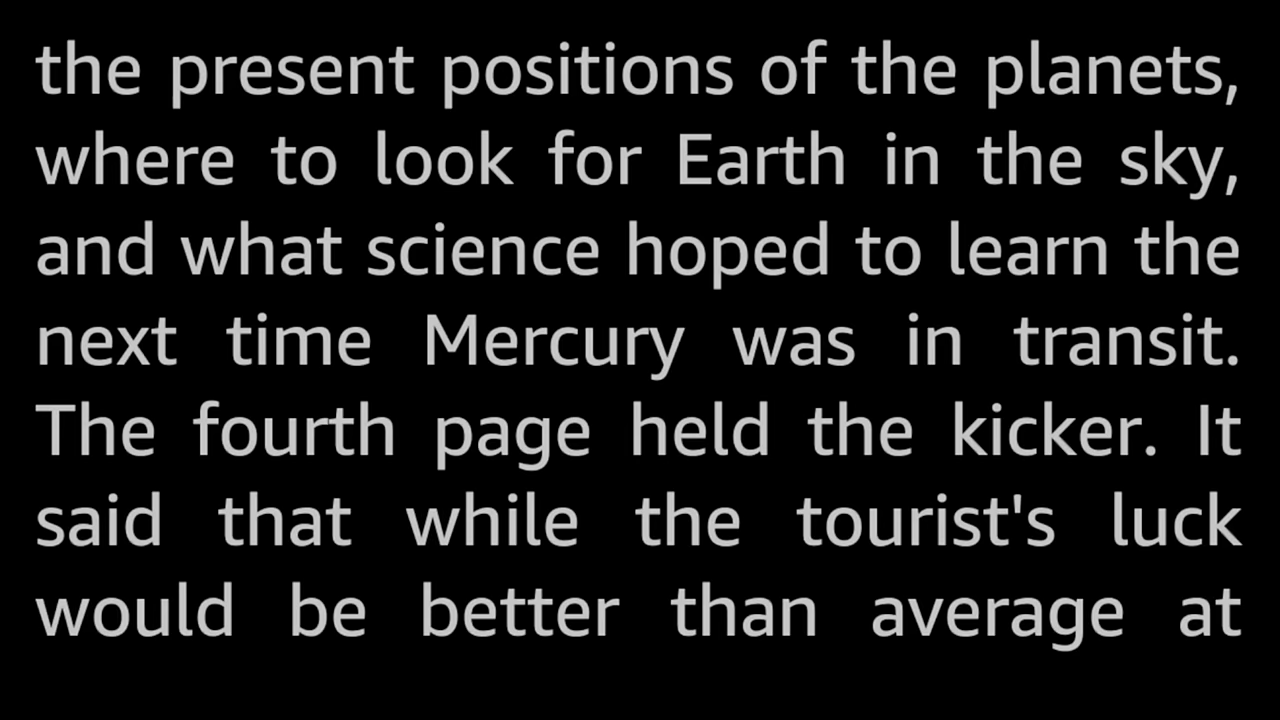 the present positions of the planets,
where to look for Earth in the sky,
and what science hoped to learn the
next time Mercury was in transit.
The fourth page held the kicker. It
said that while the tourist's luck
would be better than average at